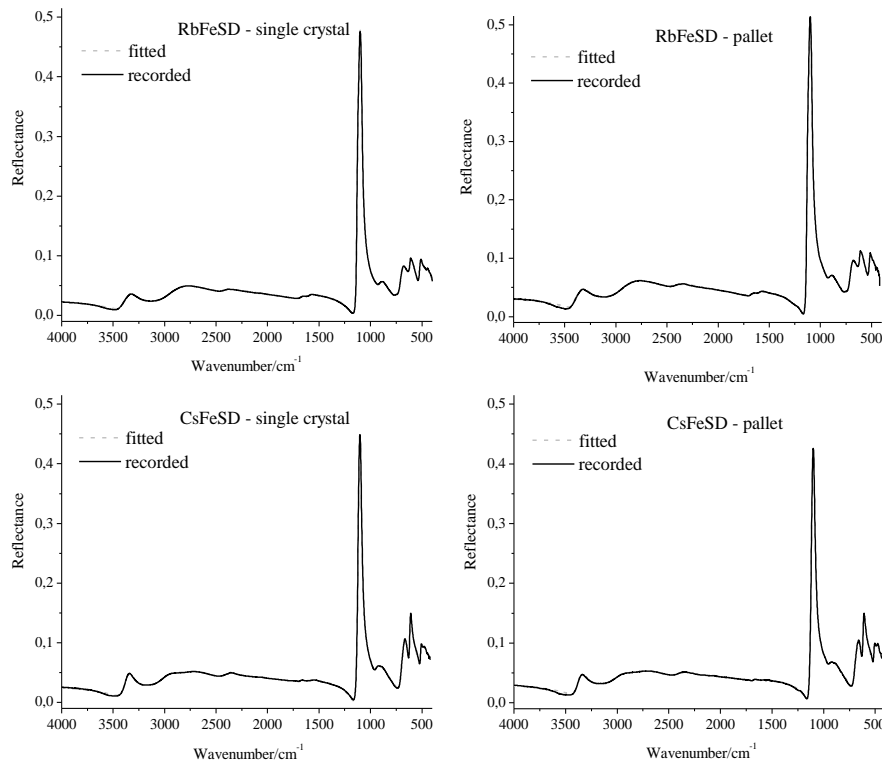 RbFeSD - single crystal
fitted
recorded
Reflectance
0,5
0,4
0,3
0,2
0,1
0,0
4000 3500 3000 2500 2000 1500 1000 500
Wavenumber/cm-1
RbFeSD - pallet
fitted
recorded
Reflectance
0,5
0,4
0,3
0,2
0,1
0,0
4000 3500 3000 2500 2000 1500 1000 500
Wavenumber/cm-1
CsFeSD - single crystal
fitted
recorded
Reflectance
0,5
0,4
0,3
0,2
0,1
0,0
4000 3500 3000 2500 2000 1500 1000 500
Wavenumber/cm-1
CsFeSD - pallet
fitted
recorded
Reflectance
0,5
0,4
0,3
0,2
0,1
0,0
4000 3500 3000 2500 2000 1500 1000 500
Wavenumber/cm-1